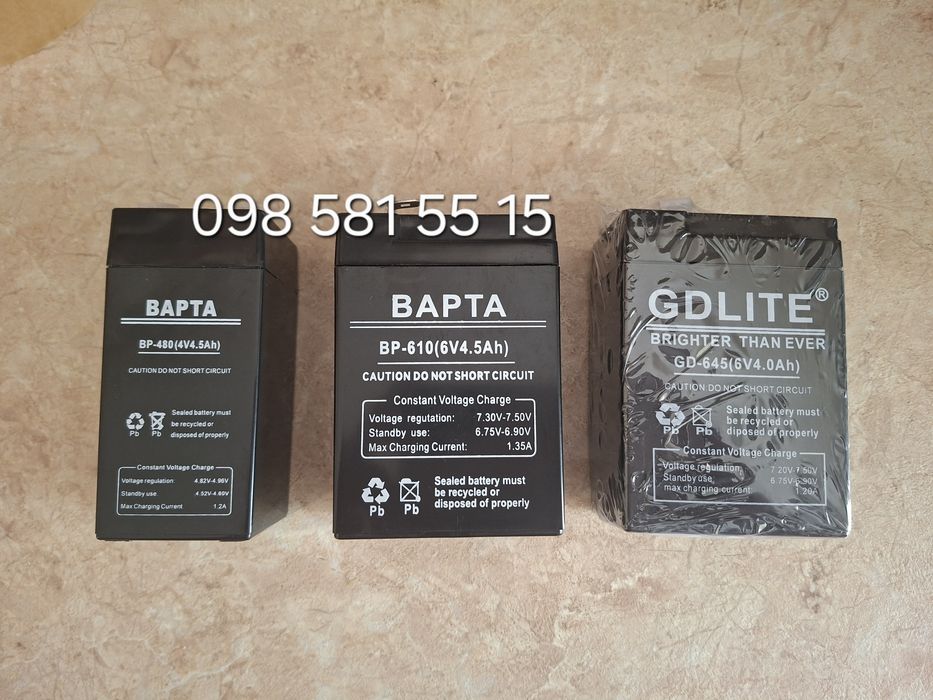 098 581 55 15
BAPTA
BP-480(4V4.5Ah)
CAUTION DO NOT SHORT CIRCUIT
Pb Pb
Sealed battery must
be recycled or
disposed of properly
Constant Voltage Charge
Voltage regulation: 4.82V-4.96V
Standby use: 4.52V-4.69V
Max Charging Current 1.2A
BAPTA
BP-610(6V4.5Ah)
CAUTION DO NOT SHORT CIRCUIT
Constant Voltage Charge
Voltage regutation: 7.30V-7.50V
Standby use: 6.75V-6.90V
Max Charging Current: 1.35A
Pb Pb
Sealed battery must
be recycled or
disposed of properly
GDLITE®
BRIGHTER THAN EVER
GD-645(6V4.0Ah)
CAUTION DO NOT SHORT CIRCUIT
Pb Pb
Sealed battery must
be recycled or
diposed of properly
Constant Voltage Charge
Voltage regulation: 7.20V-7.50V
Standby use: 6.75V-6.90V
max charging current: 1.20A